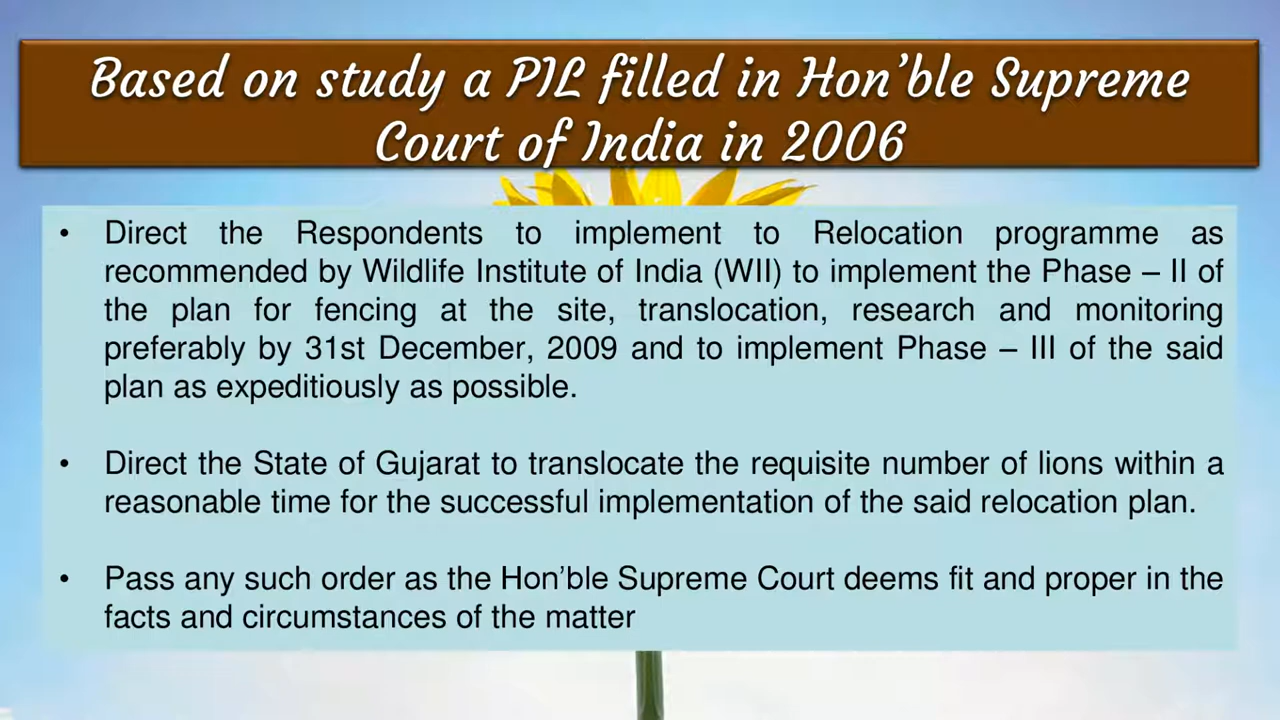 Based on study a PIL filled in Hon’ble Supreme
Court of India in 2006
• Direct the Respondents to implement to Relocation programme as
recommended by Wildlife Institute of India (WII) to implement the Phase – II of
the plan for fencing at the site, translocation, research and monitoring
preferably by 31st December, 2009 and to implement Phase – III of the said
plan as expeditiously as possible.
• Direct the State of Gujarat to translocate the requisite number of lions within a
reasonable time for the successful implementation of the said relocation plan.
• Pass any such order as the Hon’ble Supreme Court deems fit and proper in the
facts and circumstances of the matter